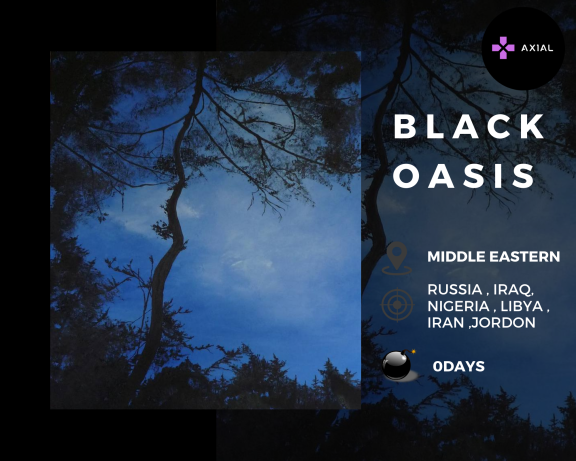 AXIAL
BLACK
OASIS
MIDDLE EASTERN
RUSSIA , IRAQ,
NIGERIA , LIBYA ,
IRAN ,JORDON
0DAYS